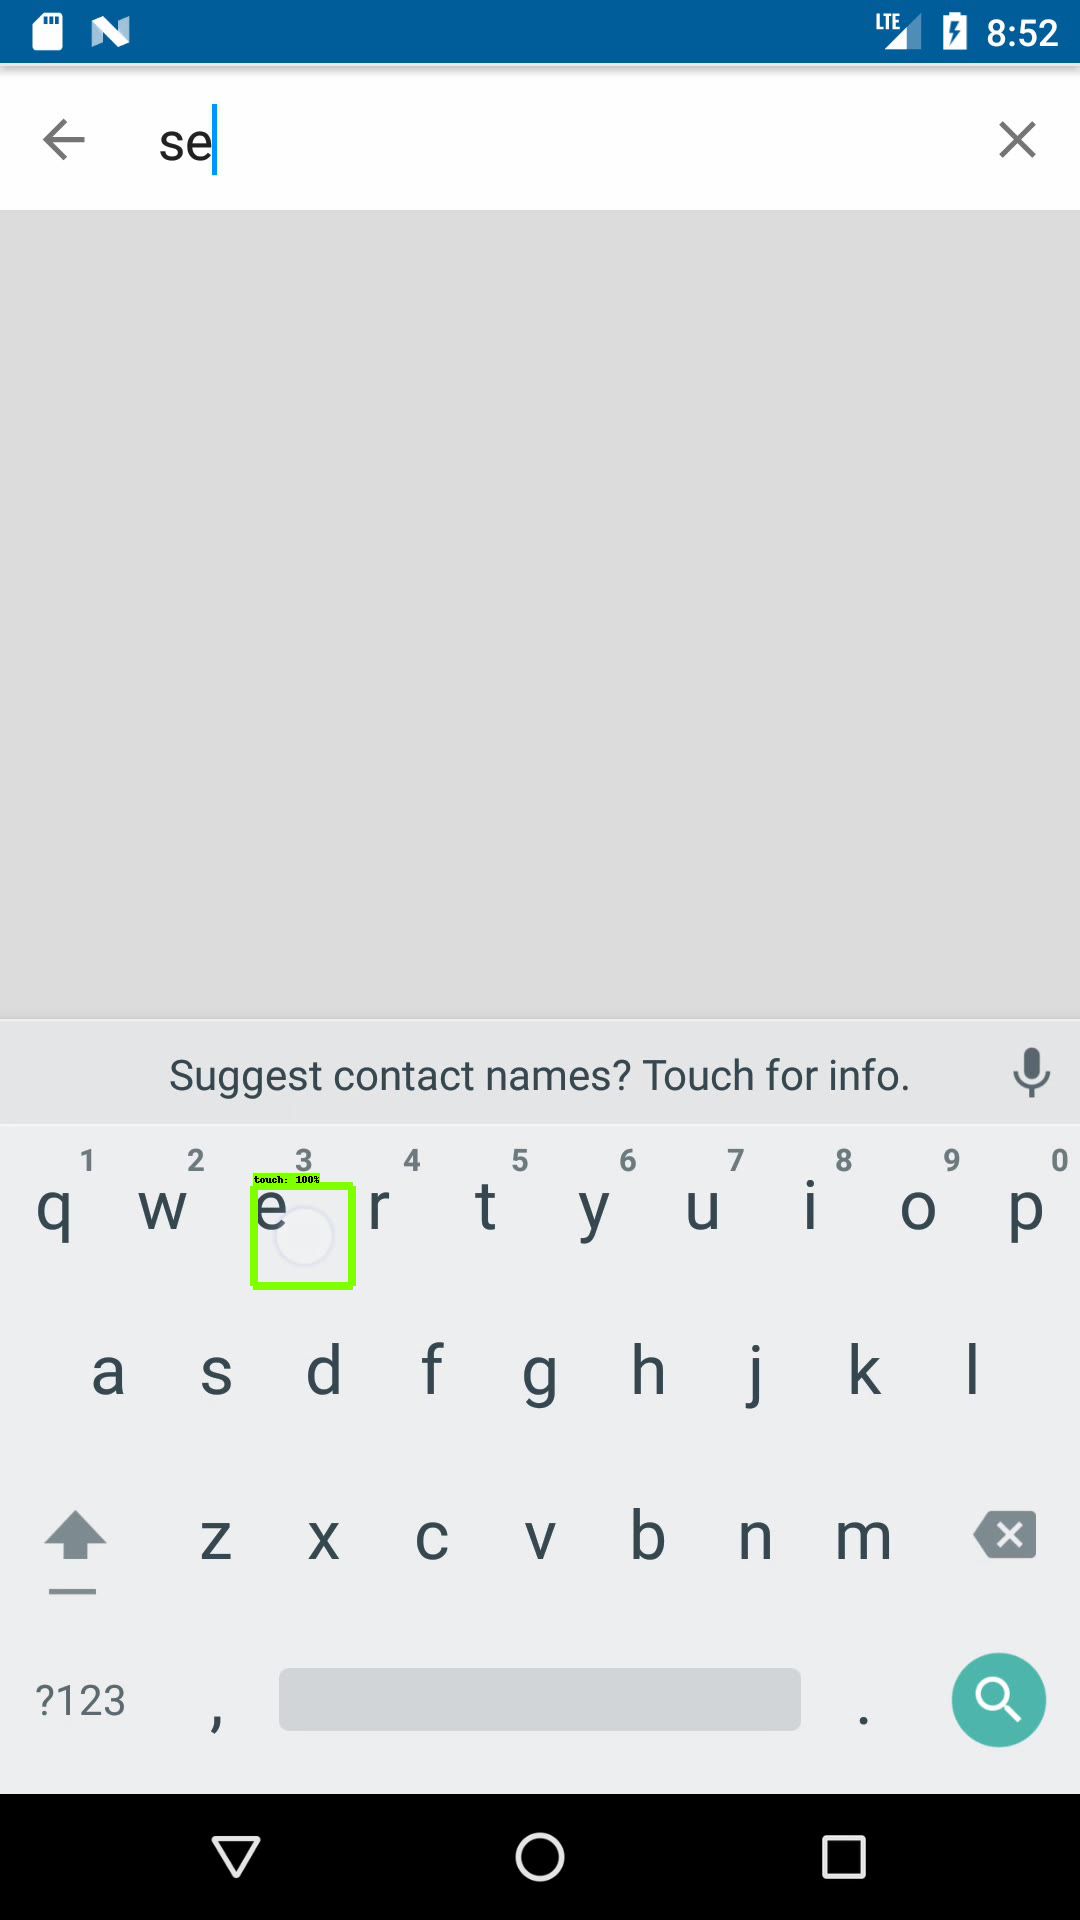 LTE 8:52
se
Suggest contact names? Touch for info.
1 2 3 4 5 6 7 8 9 0
touch: 100%
q w e r t y u i o p
a s d f g h j k l
z x c v b n m
?123 , .